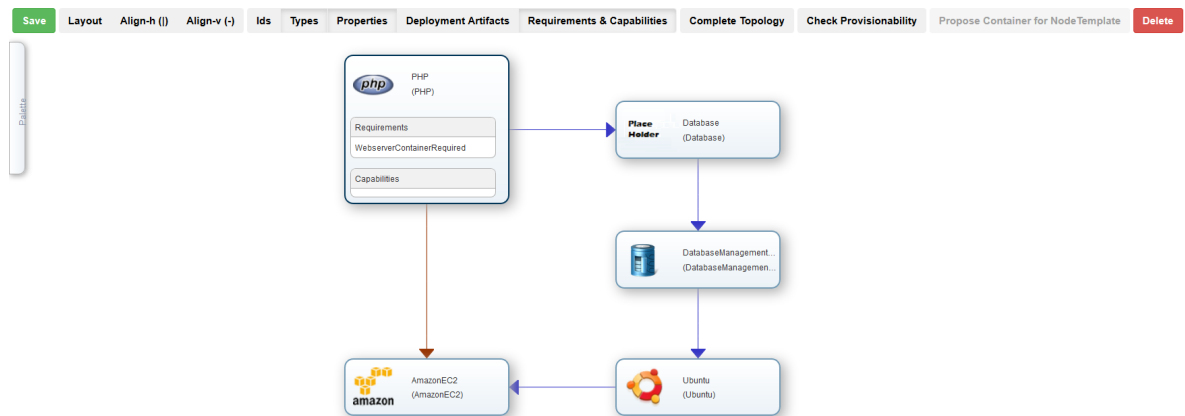 Save Layout Align-h (|) Align-v (-) Ids Types Properties Deployment Artifacts Requirements & Capabilities Complete Topology Check Provisionability Propose Container for NodeTemplate Delete
Palette
php
PHP
(PHP)
Requirements
WebserverContainerRequired
Capabilities
Place
Holder
Database
(Database)
DatabaseManagement...
(DatabaseManagemen...
amazon
AmazonEC2
(AmazonEC2)
Ubuntu
(Ubuntu)